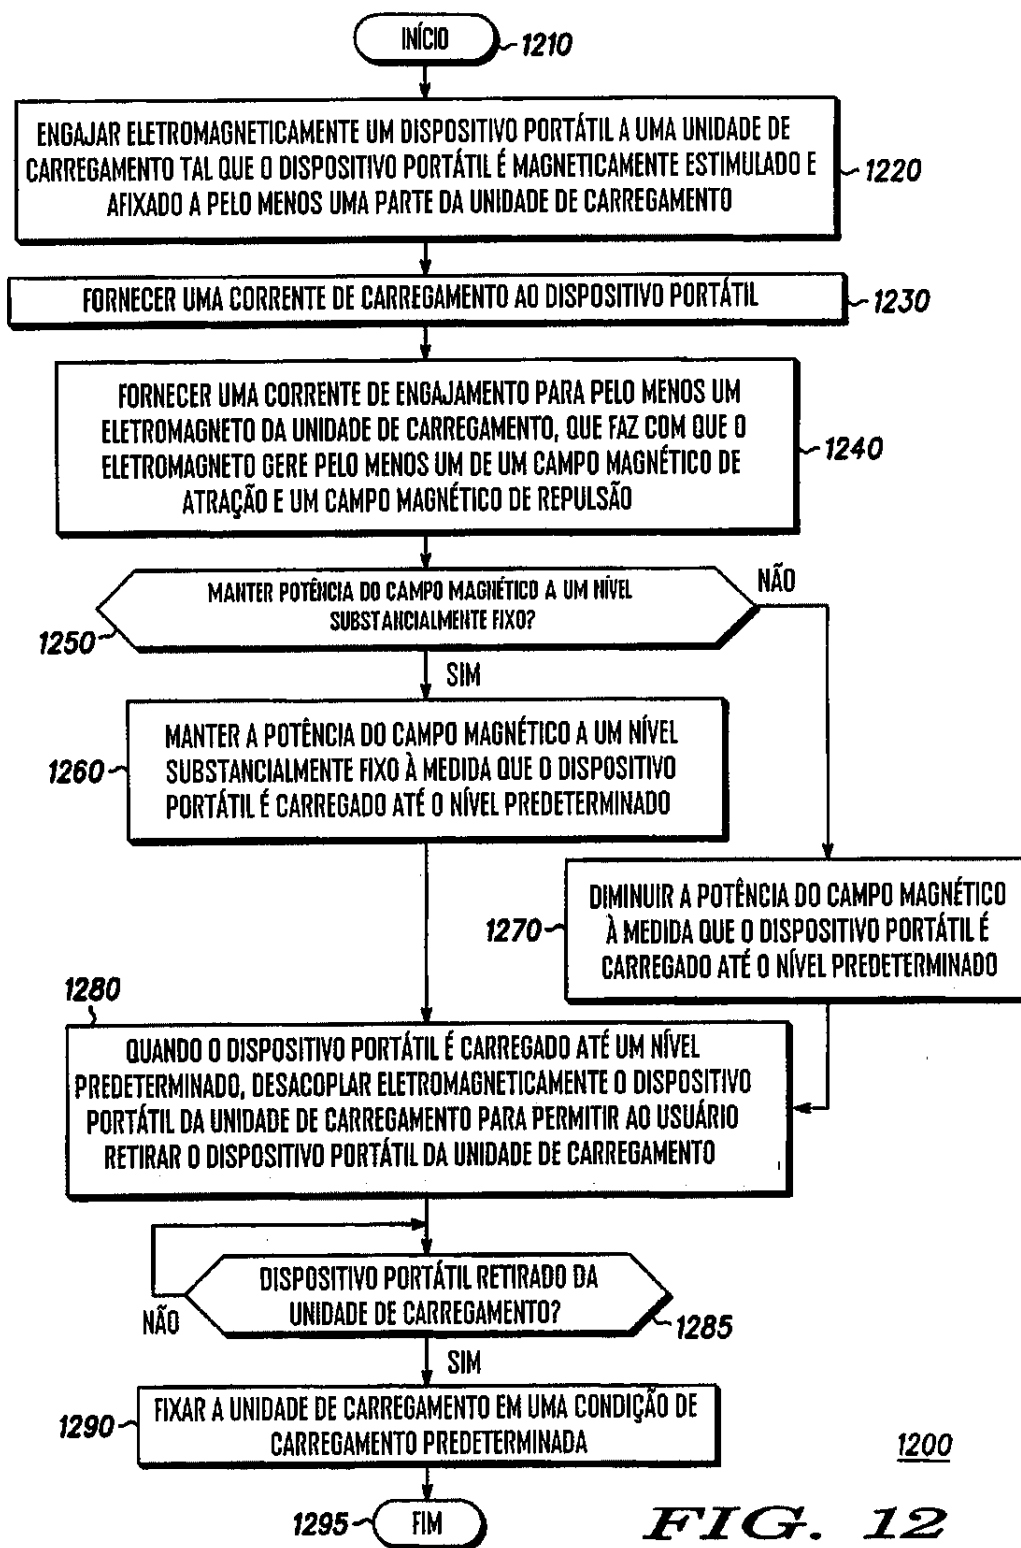 INÍCIO
1210
ENGAJAR ELETROMAGNETICAMENTE UM DISPOSITIVO PORTÁTIL A UMA UNIDADE DE
CARREGAMENTO TAL QUE O DISPOSITIVO PORTÁTIL É MAGNETICAMENTE ESTIMULADO E
AFIXADO A PELO MENOS UMA PARTE DA UNIDADE DE CARREGAMENTO
1220
FORNECER UMA CORRENTE DE CARREGAMENTO AO DISPOSITIVO PORTÁTIL
1230
FORNECER UMA CORRENTE DE ENGAJAMENTO PARA PELO MENOS UM
ELETROMAGNETO DA UNIDADE DE CARREGAMENTO, QUE FAZ COM QUE O
ELETROMAGNETO GERE PELO MENOS UM DE UM CAMPO MAGNÉTICO DE
ATRAÇÃO E UM CAMPO MAGNÉTICO DE REPULSÃO
1240
MANTER POTÊNCIA DO CAMPO MAGNÉTICO A UM NÍVEL
SUBSTANCIALMENTE FIXO?
NÃO
1250
SIM
MANTER A POTÊNCIA DO CAMPO MAGNÉTICO A UM NÍVEL
SUBSTANCIALMENTE FIXO À MEDIDA QUE O DISPOSITIVO
PORTÁTIL É CARREGADO ATÉ O NÍVEL PREDETERMINADO
1260
DIMINUIR A POTÊNCIA DO CAMPO MAGNÉTICO
À MEDIDA QUE O DISPOSITIVO PORTÁTIL É
CARREGADO ATÉ O NÍVEL PREDETERMINADO
1270
1280
QUANDO O DISPOSITIVO PORTÁTIL É CARREGADO ATÉ UM NÍVEL
PREDETERMINADO, DESACOPLAR ELETROMAGNETICAMENTE O DISPOSITIVO
PORTÁTIL DA UNIDADE DE CARREGAMENTO PARA PERMITIR AO USUÁRIO
RETIRAR O DISPOSITIVO PORTÁTIL DA UNIDADE DE CARREGAMENTO
DISPOSITIVO PORTÁTIL RETIRADO DA
UNIDADE DE CARREGAMENTO?
NÃO
1285
SIM
FIXAR A UNIDADE DE CARREGAMENTO EM UMA CONDIÇÃO DE
CARREGAMENTO PREDETERMINADA
1290
1200
1295
FIM
FIG. 12